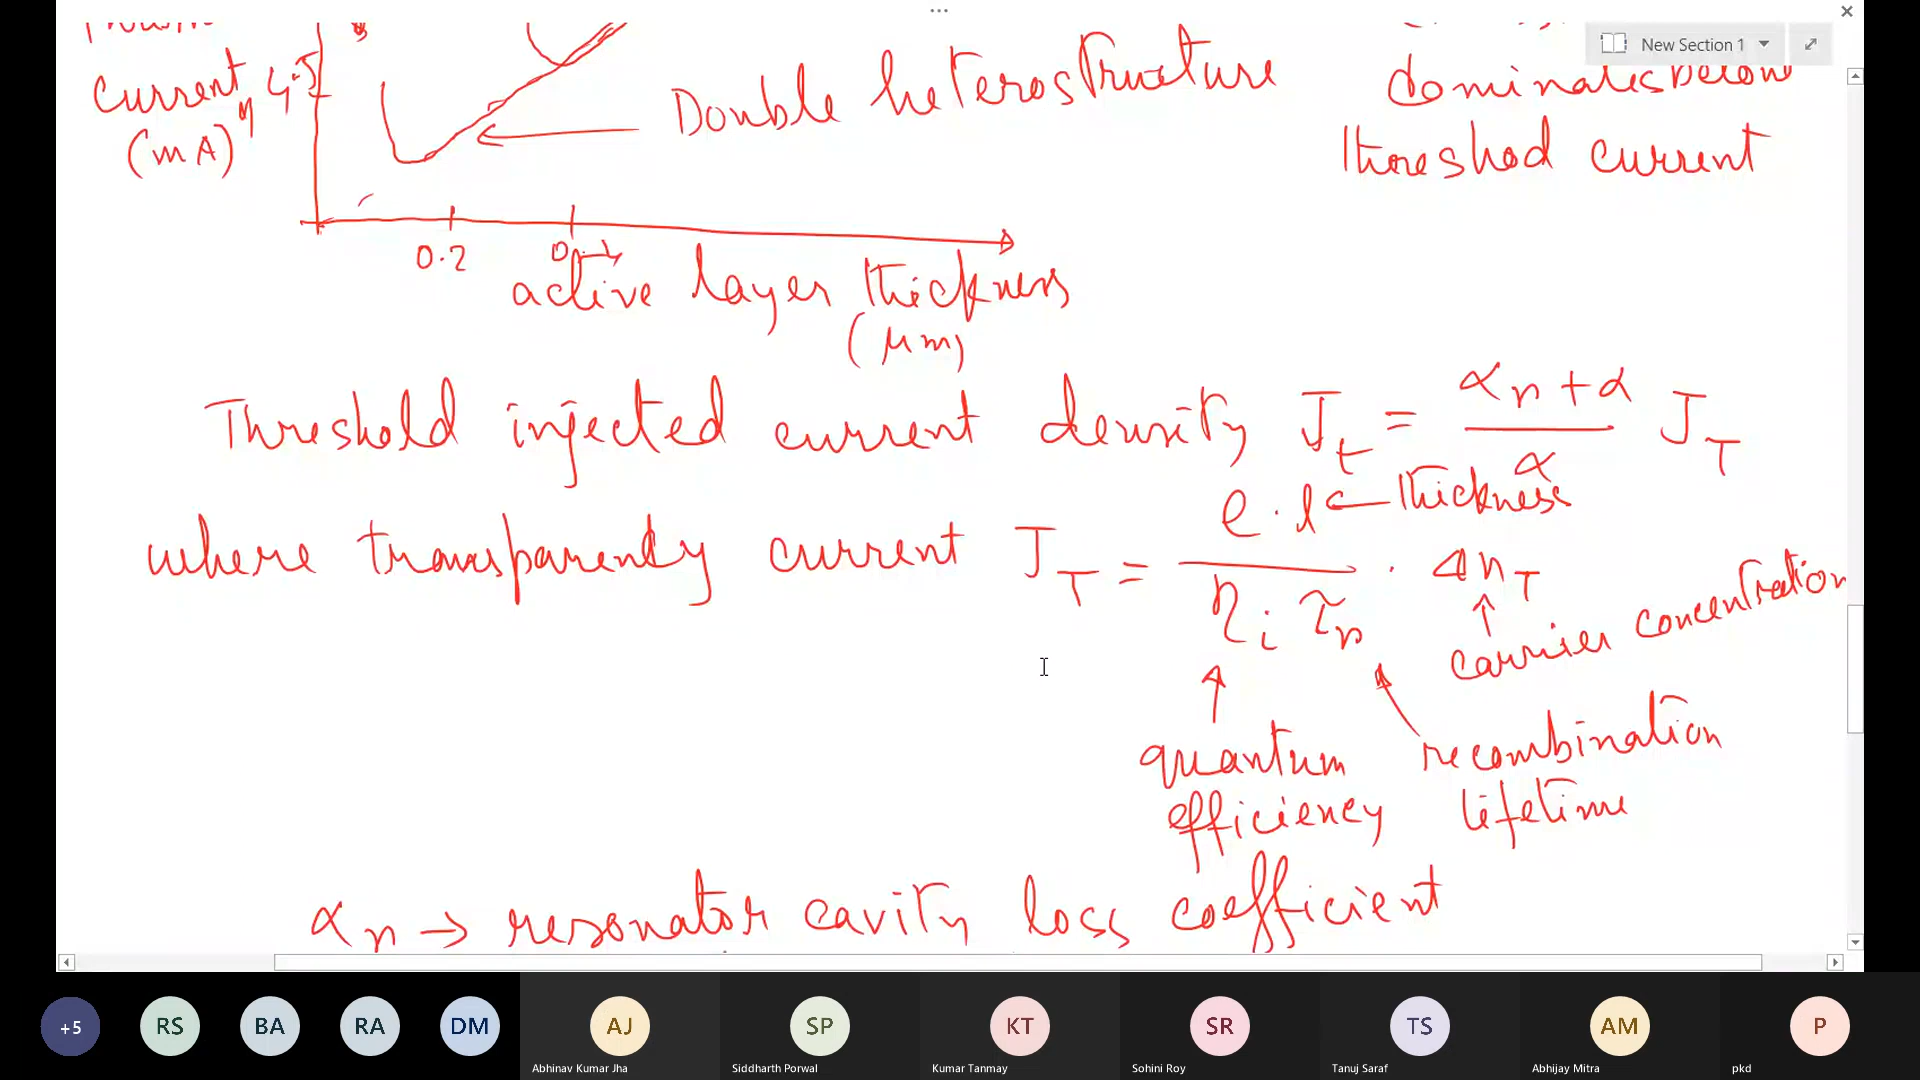 New Section 1
current
(mA)
Double heterostructure
dominates below
threshod current
0.2
active layer thickness
(μm)
Threshold injected current density J_t = (α_r + α) / α J_T
e · l ← thickness
where transparency current J_T = e · l / η_i τ_r · Δn_T
carrier concentration
quantum
efficiency
recombination
lifetime
α_r → resonator cavity loss coefficient
+5 RS BA RA DM AJ SP KT SR TS AM P
Abhinav Kumar Jha Siddharth Porwal Kumar Tanmay Sohini Roy Tanuj Saraf Abhijay Mitra pkd